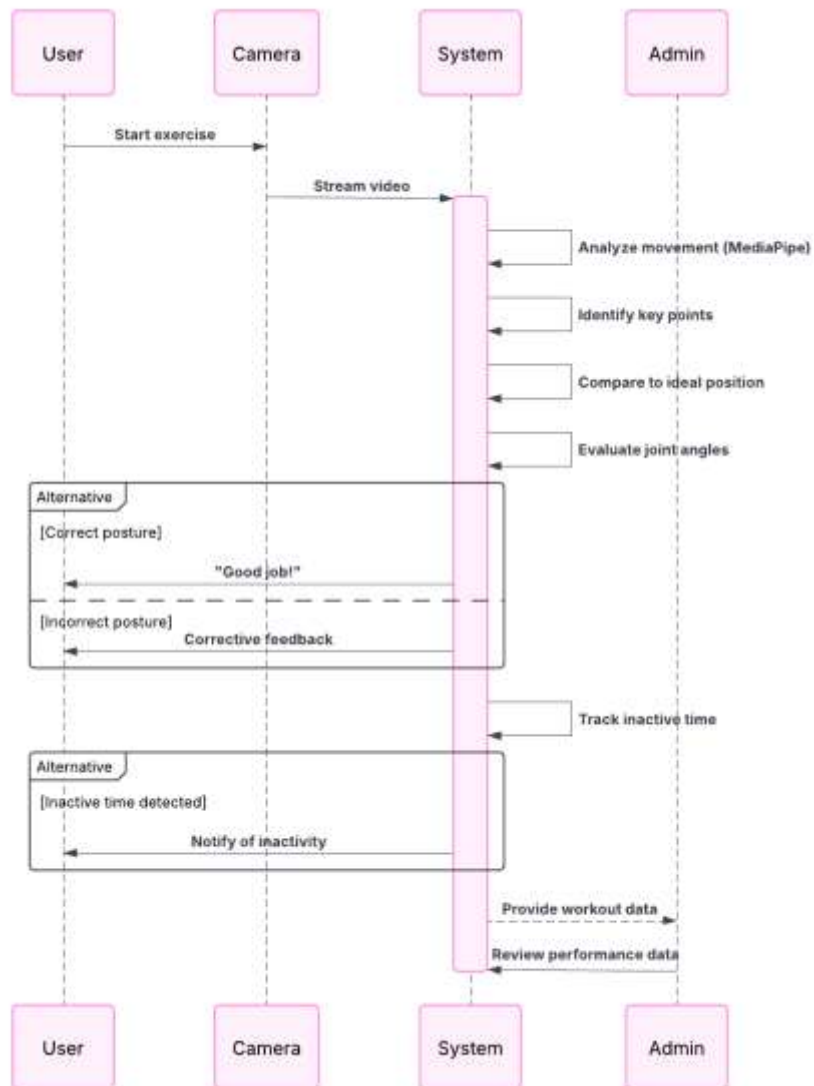 User
Camera
System
Admin
Start exercise
Stream video
Analyze movement (MediaPipe)
Identify key points
Compare to ideal position
Evaluate joint angles
Alternative
[Correct posture]
"Good job!"
[Incorrect posture]
Corrective feedback
Track inactive time
Alternative
[Inactive time detected]
Notify of inactivity
Provide workout data
Review performance data
User
Camera
System
Admin